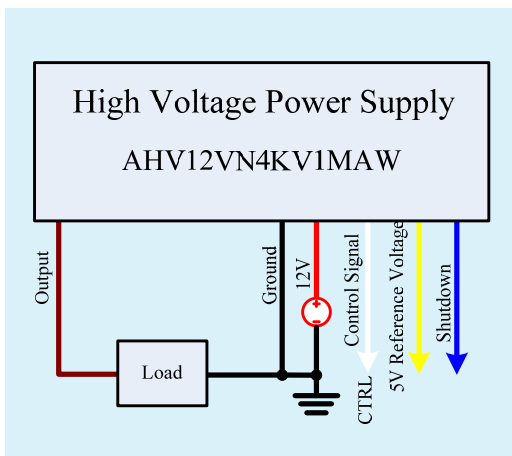 High Voltage Power Supply
AHV12VN4KV1MAW
Output
Ground
12V
Control Signal
CTRL
5V Reference Voltage
Shutdown
Load